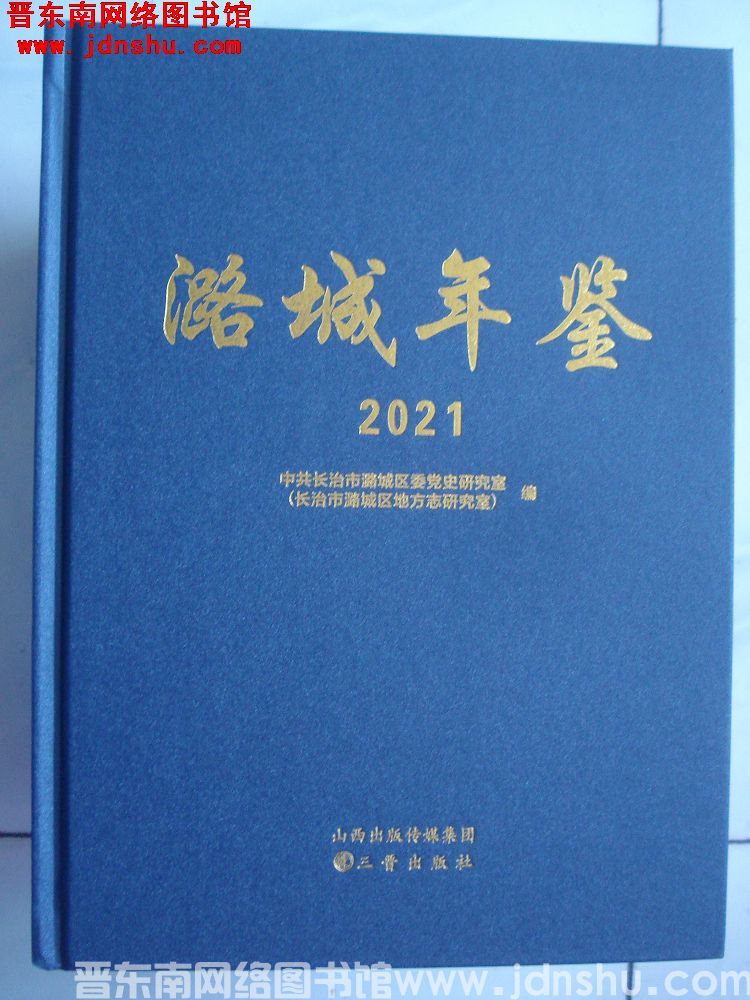 晋东南网络图书馆
www.jdnshu.com
潞城年鉴
2021
中共长治市潞城区委党史研究室
(长治市潞城区地方志研究室) 编
山西出版传媒集团
三晋出版社
晋东南网络图书馆 www.jdnshu.com